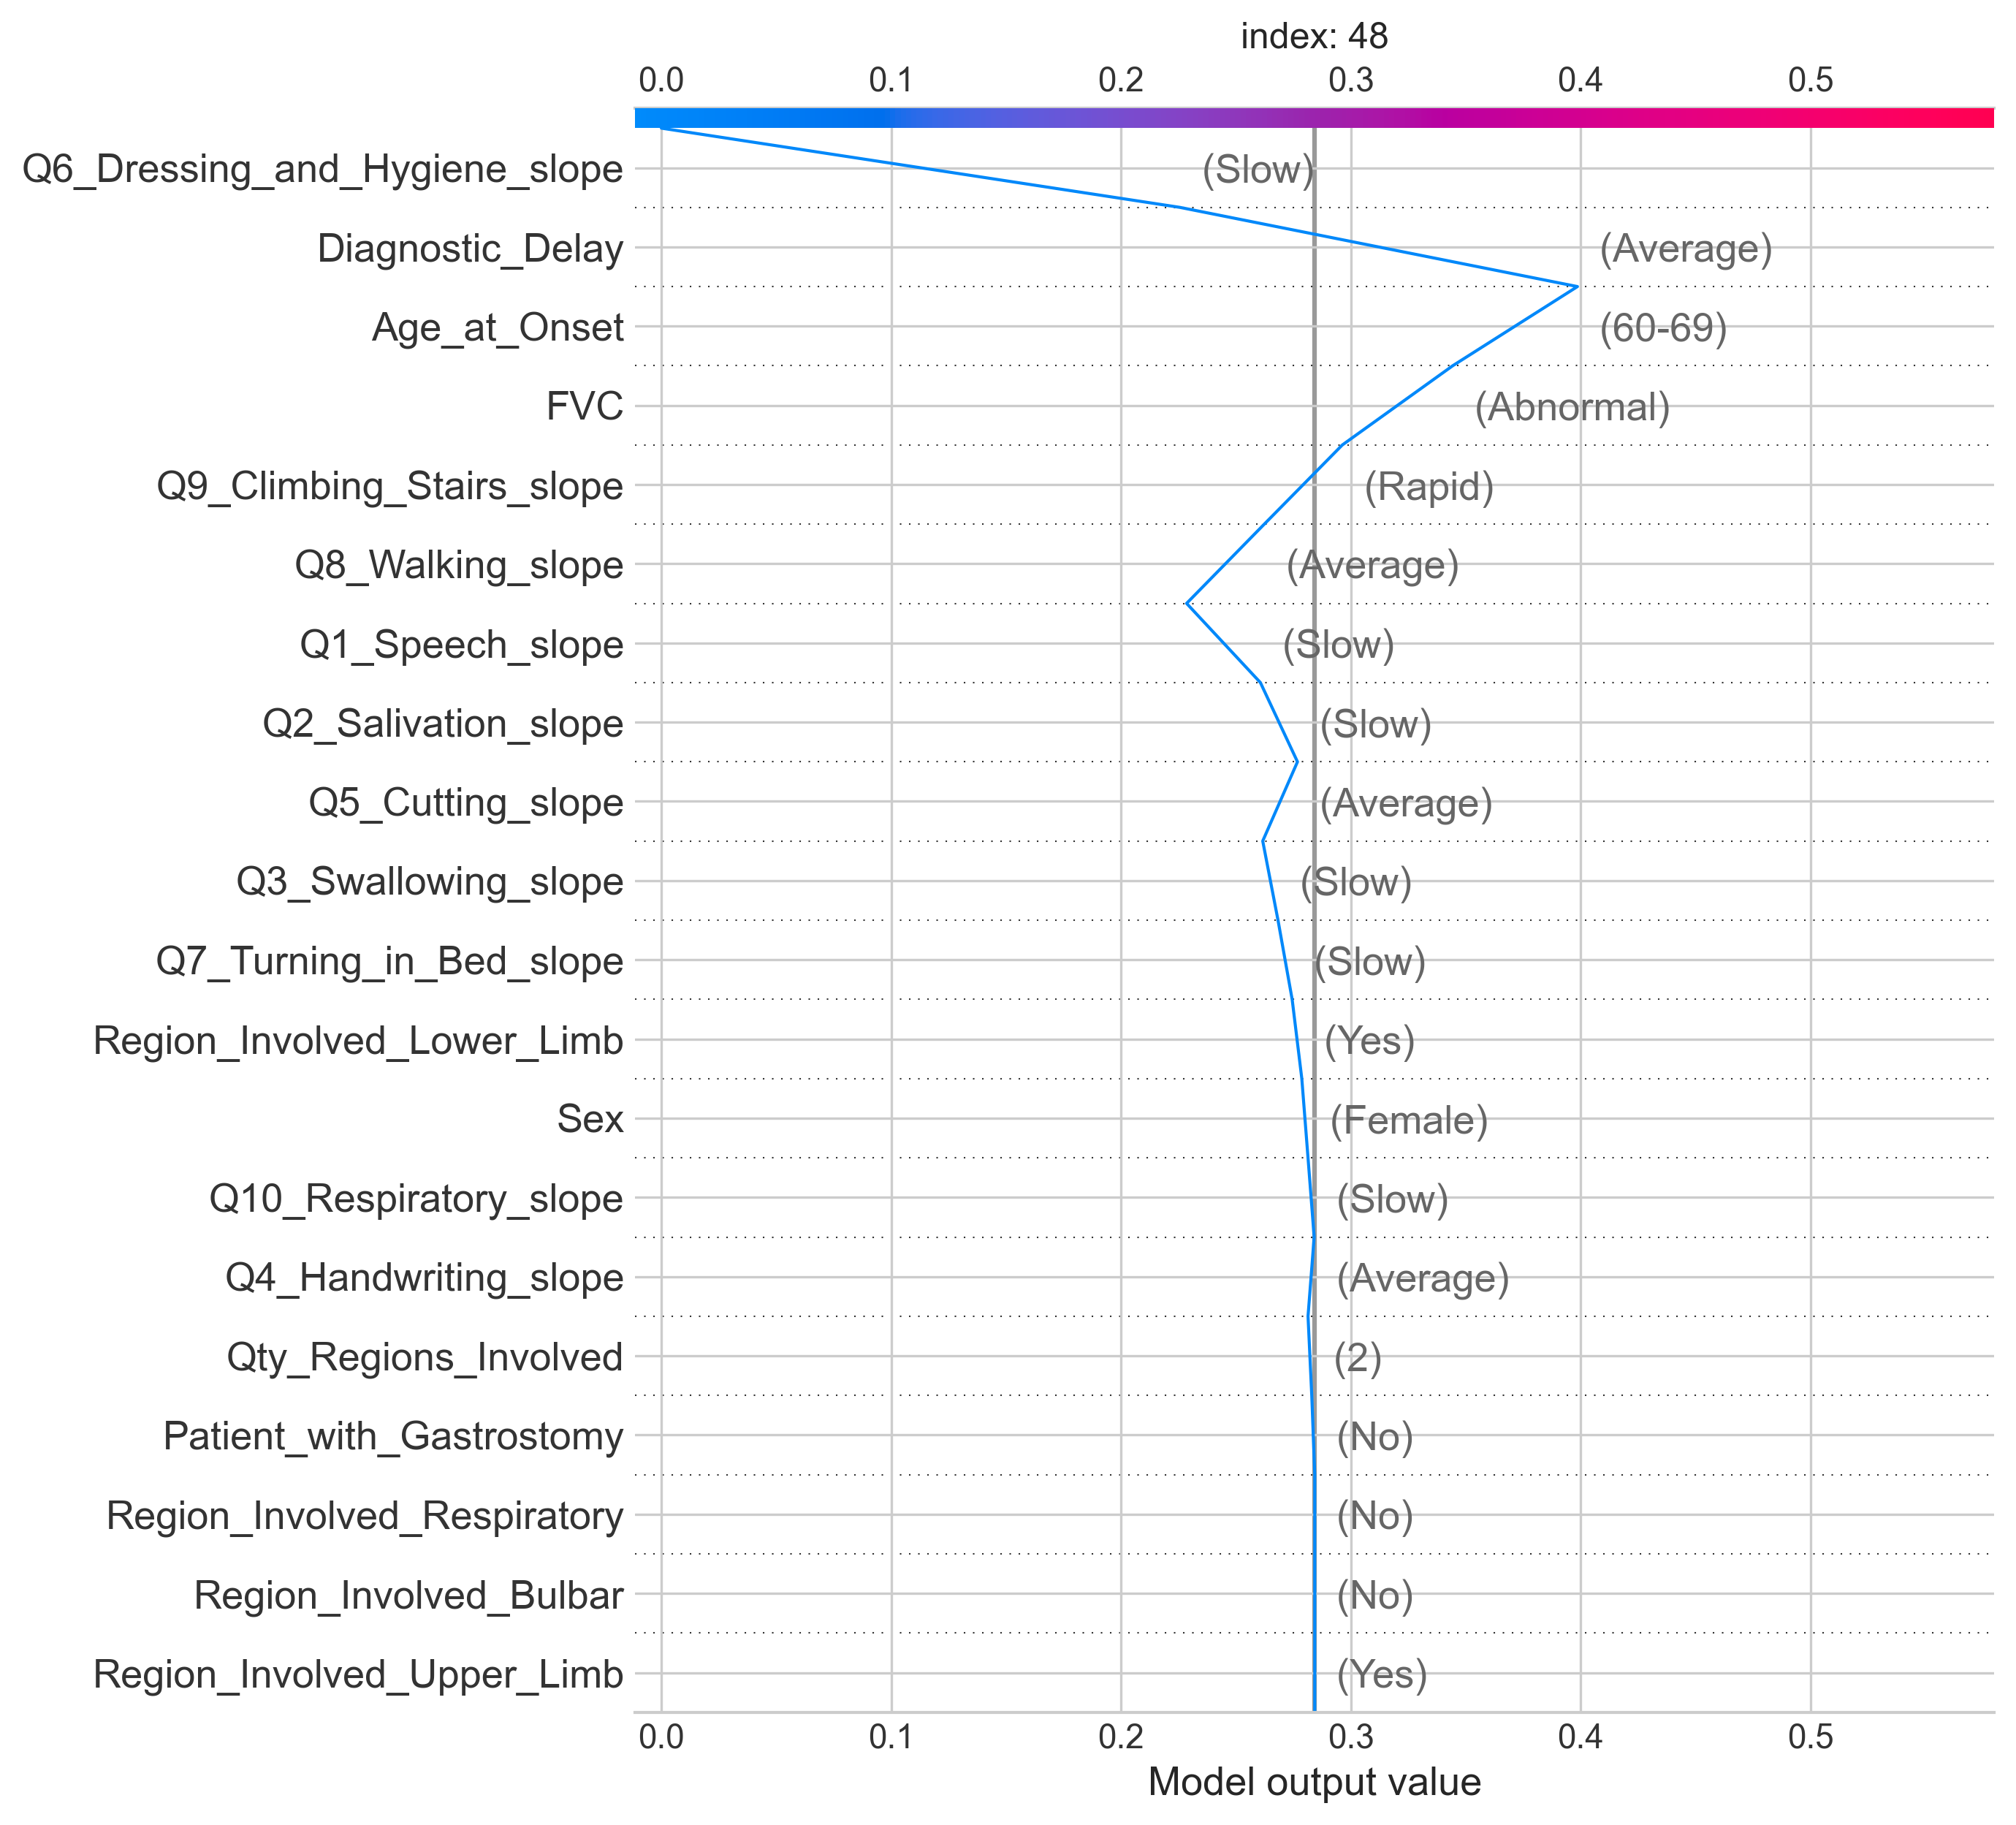 index: 48
0.0 0.1 0.2 0.3 0.4 0.5
Q6_Dressing_and_Hygiene_slope (Slow)
Diagnostic_Delay (Average)
Age_at_Onset (60-69)
FVC (Abnormal)
Q9_Climbing_Stairs_slope (Rapid)
Q8_Walking_slope (Average)
Q1_Speech_slope (Slow)
Q2_Salivation_slope (Slow)
Q5_Cutting_slope (Average)
Q3_Swallowing_slope (Slow)
Q7_Turning_in_Bed_slope (Slow)
Region_Involved_Lower_Limb (Yes)
Sex (Female)
Q10_Respiratory_slope (Slow)
Q4_Handwriting_slope (Average)
Qty_Regions_Involved (2)
Patient_with_Gastrostomy (No)
Region_Involved_Respiratory (No)
Region_Involved_Bulbar (No)
Region_Involved_Upper_Limb (Yes)
0.0 0.1 0.2 0.3 0.4 0.5
Model output value